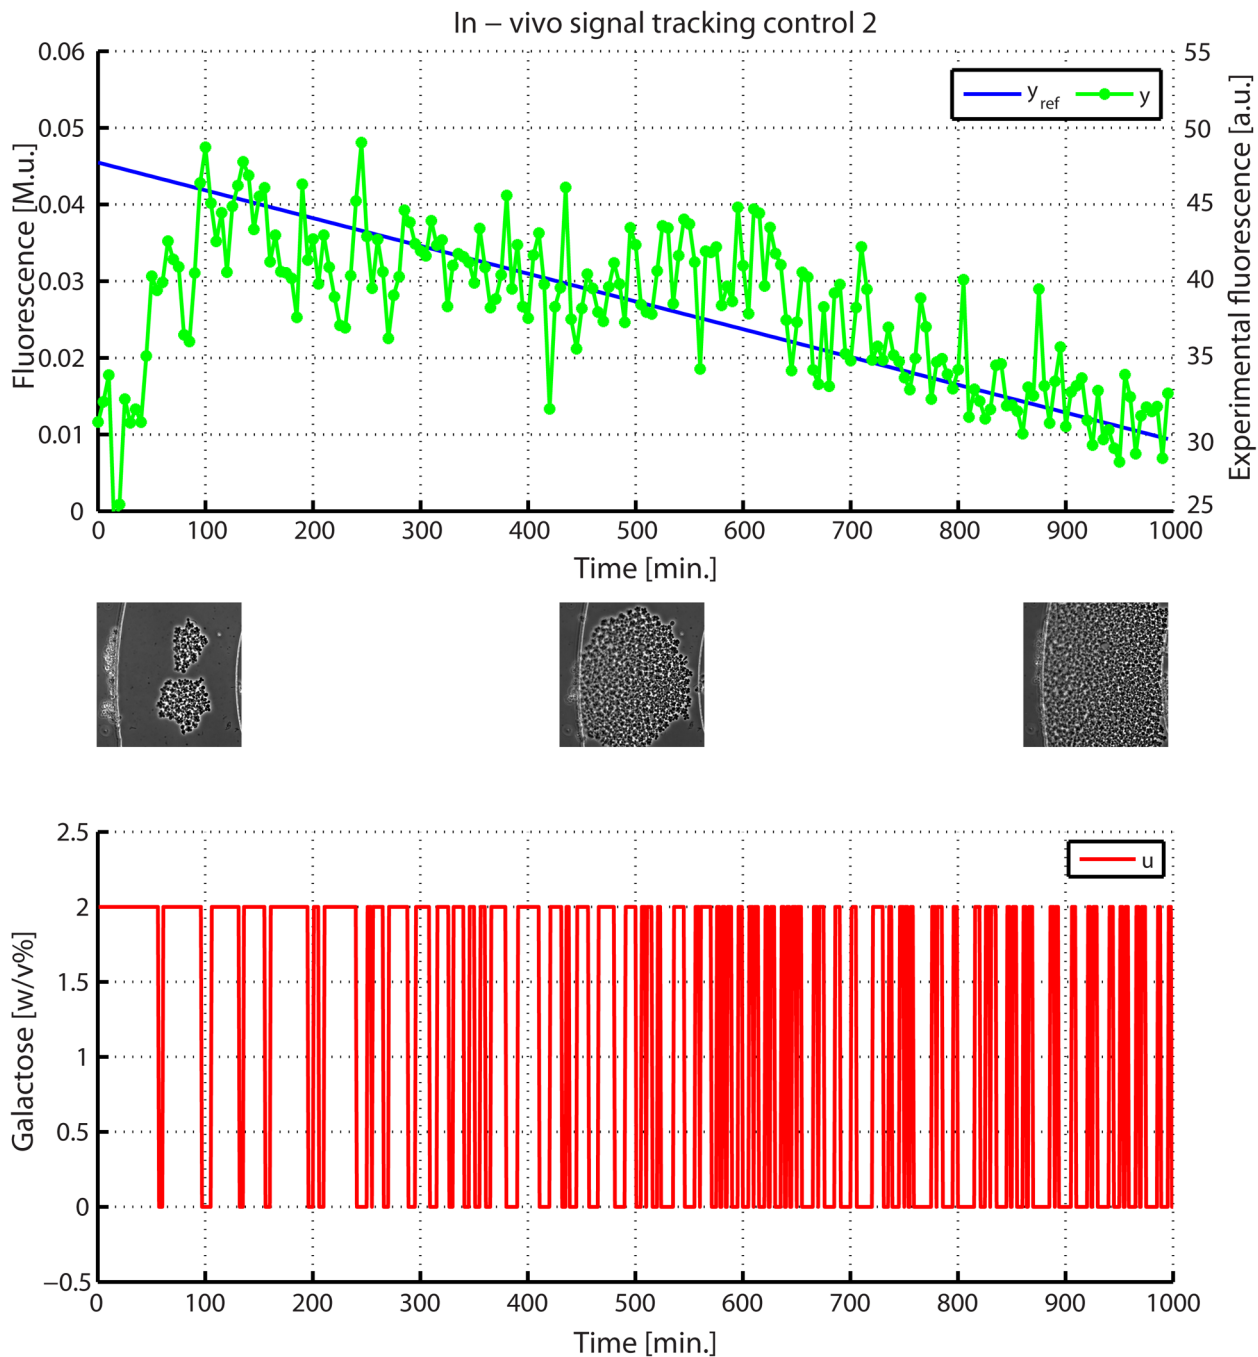 In – vivo signal tracking control 2
0.06
0.05
0.04
0.03
0.02
0.01
0
Fluorescence [M.u.]
55
50
45
40
35
30
25
Experimental fluorescence [a.u.]
y ref y
0 100 200 300 400 500 600 700 800 900 1000
Time [min.]
2.5
2
1.5
1
0.5
0
−0.5
Galactose [w/v%]
u
0 100 200 300 400 500 600 700 800 900 1000
Time [min.]